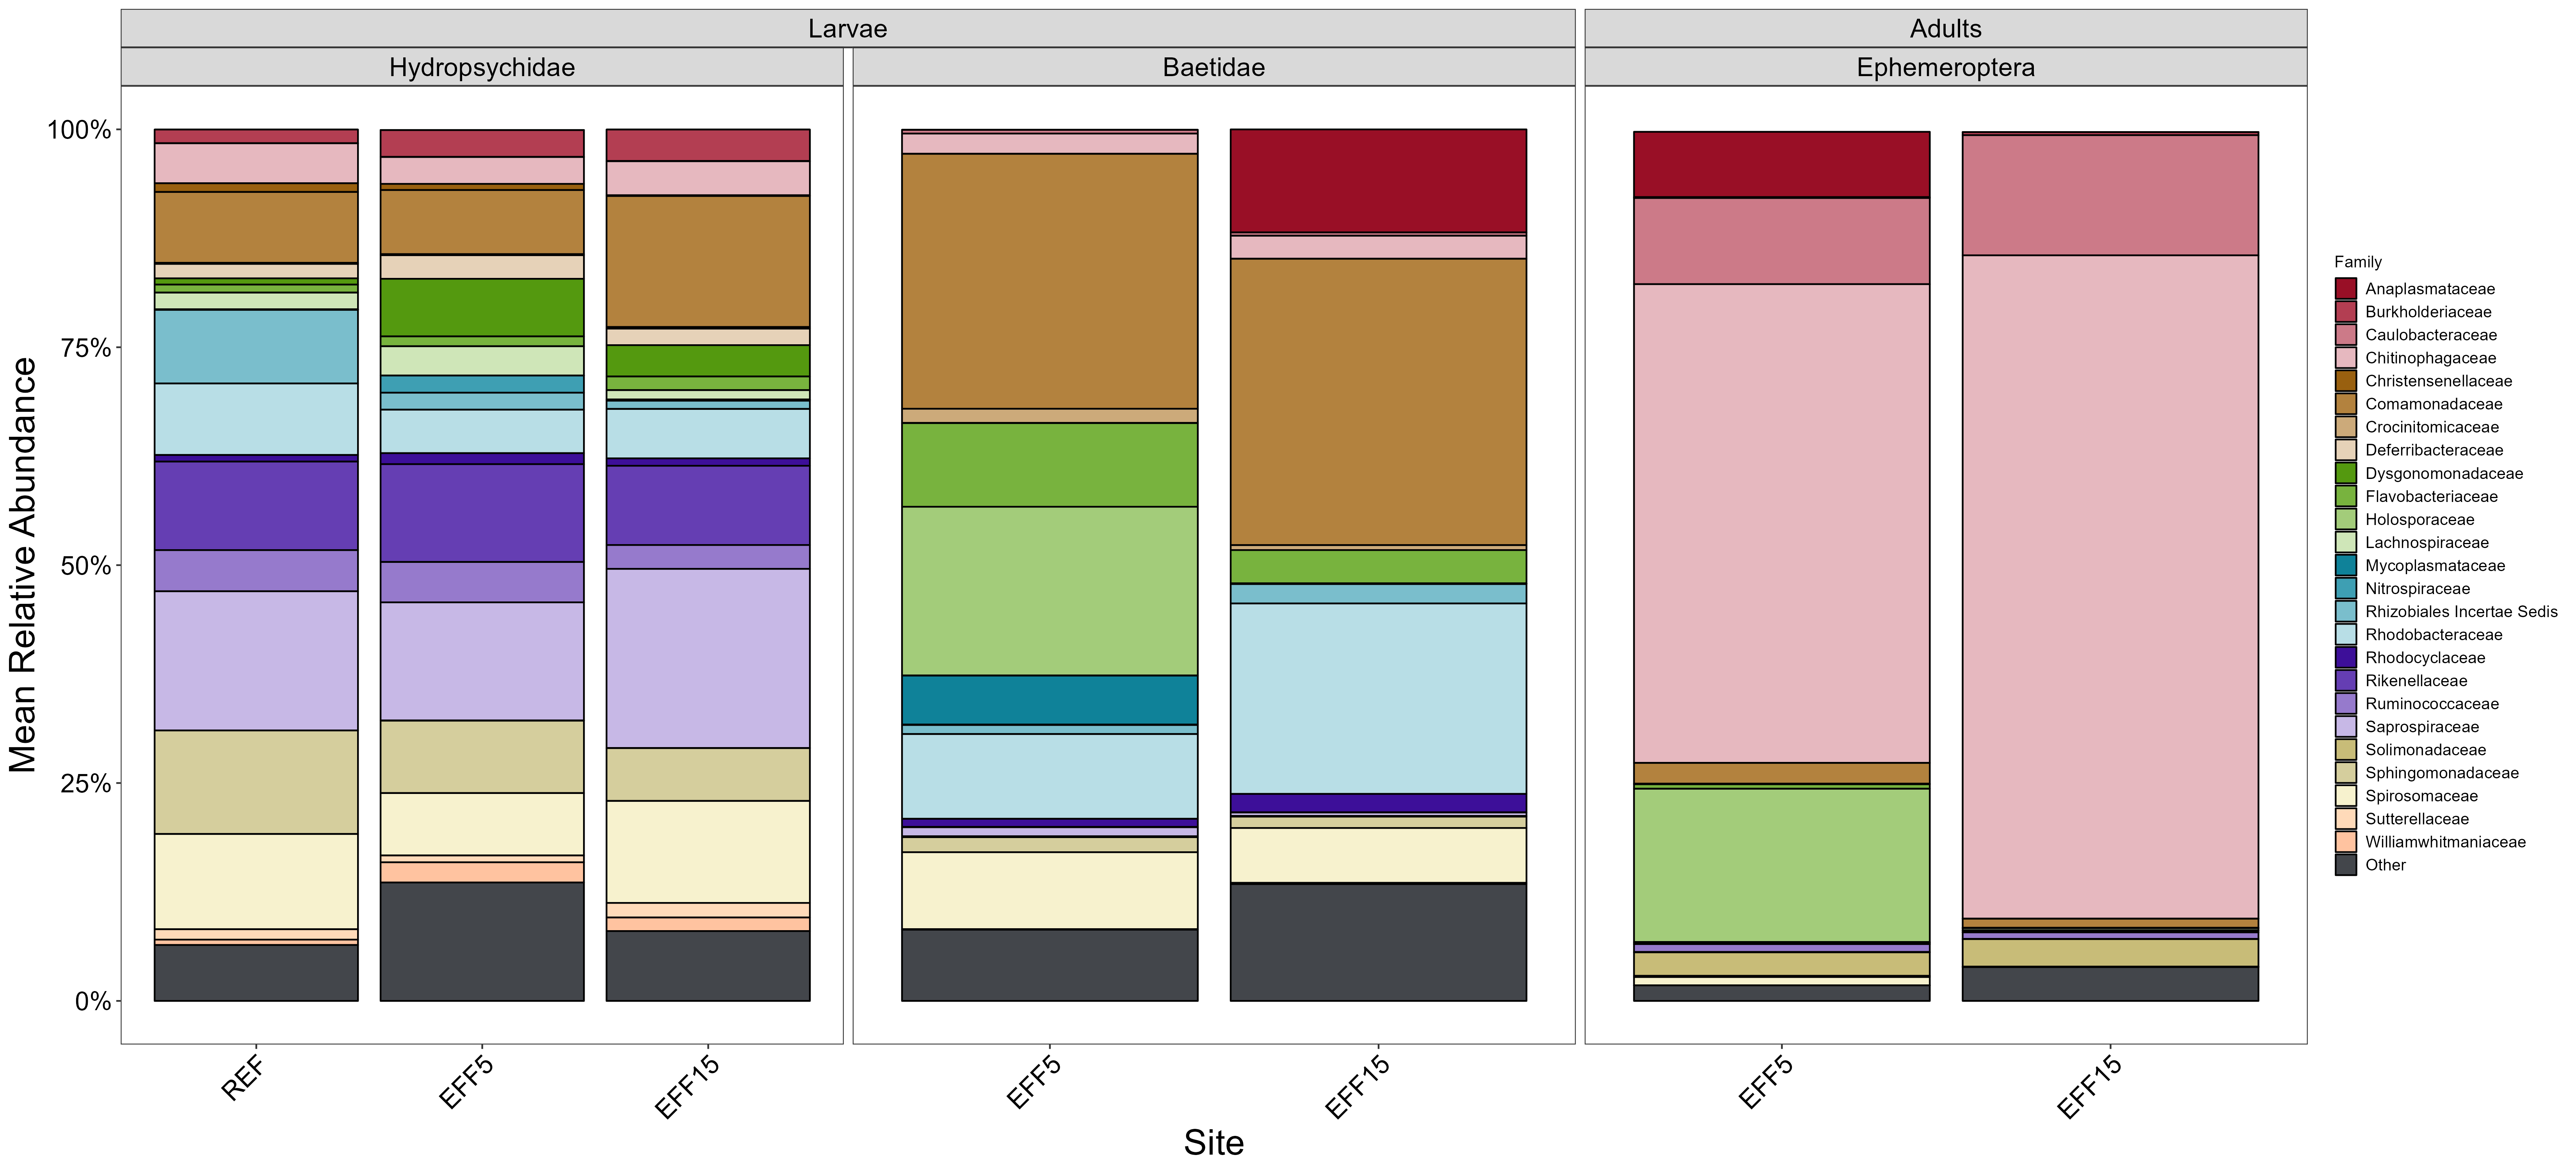 Larvae
Adults
Hydropsychidae
Baetidae
Ephemeroptera
Mean Relative Abundance
100%
75%
50%
25%
0%
REF
EFF5
EFF15
EFF5
EFF15
EFF5
EFF15
Site
Family
Anaplasmataceae
Burkholderiaceae
Caulobacteraceae
Chitinophagaceae
Christensenellaceae
Comamonadaceae
Crocinitomicaceae
Deferribacteraceae
Dysgonomonadaceae
Flavobacteriaceae
Holosporaceae
Lachnospiraceae
Mycoplasmataceae
Nitrospiraceae
Rhizobiales Incertae Sedis
Rhodobacteraceae
Rhodocyclaceae
Rikenellaceae
Ruminococcaceae
Saprospiraceae
Solimonadaceae
Sphingomonadaceae
Spirosomaceae
Sutterellaceae
Williamwhitmaniaceae
Other